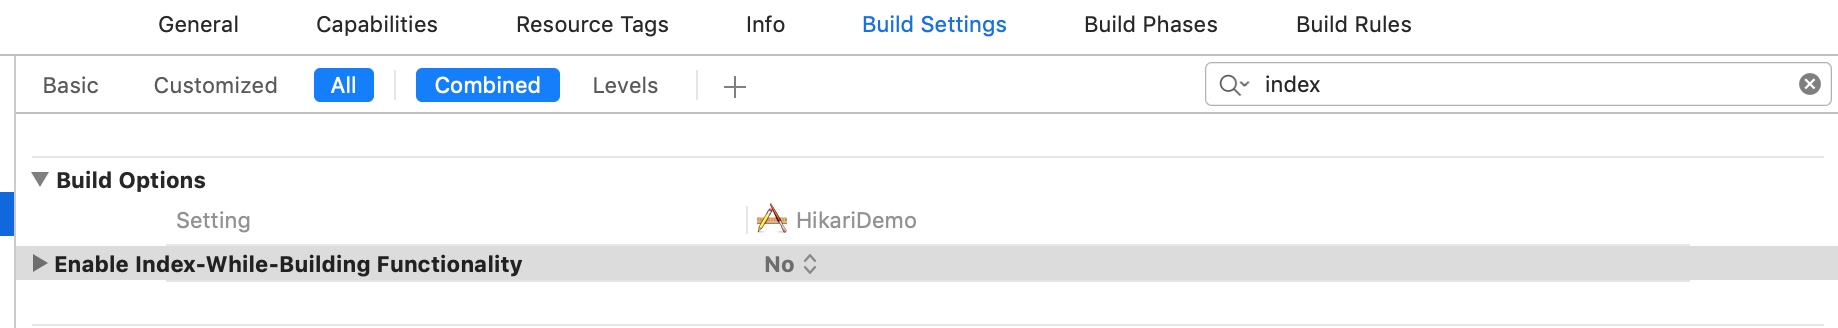 General Capabilities Resource Tags Info Build Settings Build Phases Build Rules
Basic Customized All Combined Levels index
Build Options
Setting HikariDemo
Enable Index-While-Building Functionality No